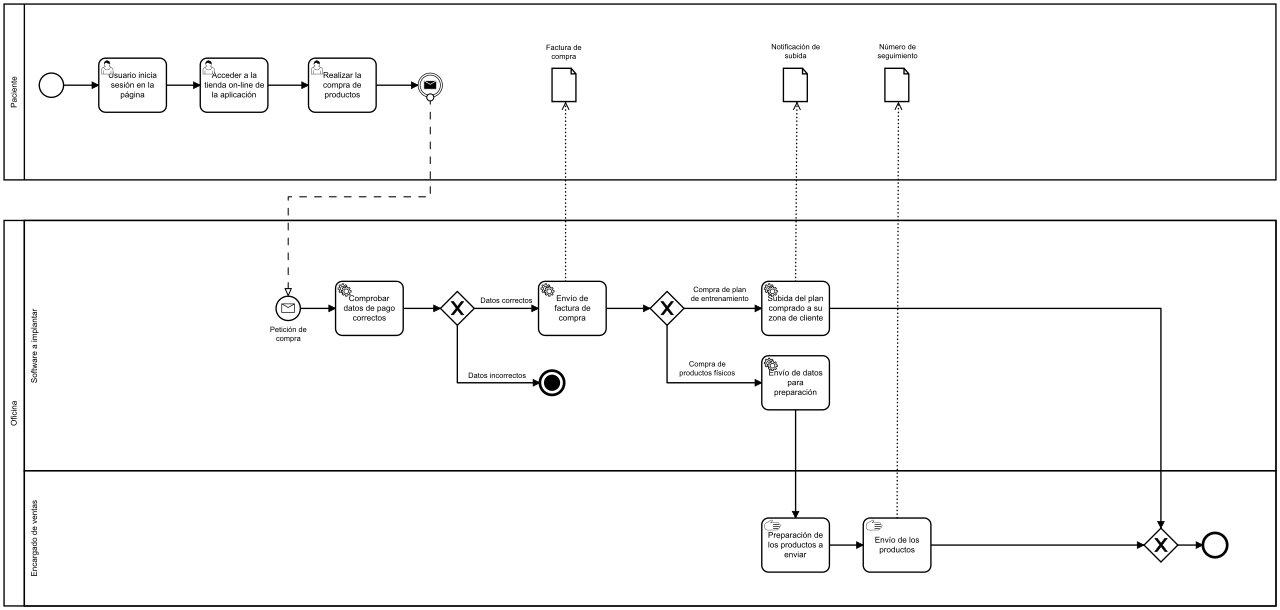 Paciente
Usuario inicia
sesión en la
página
Acceder a la
tienda on-line de
la aplicación
Realizar la
compra de
productos
Factura de
compra
Notificación de
subida
Número de
seguimiento
Oficina
Software a implantar
Petición de
compra
Comprobar
datos de pago
correctos
Datos correctos
Datos incorrectos
Envío de
factura de
compra
Compra de plan
de entrenamiento
Compra de
productos físicos
Subida del plan
comprado a su
zona de cliente
Envío de datos
para
preparación
Encargado de ventas
Preparación de
los productos a
enviar
Envío de los
productos